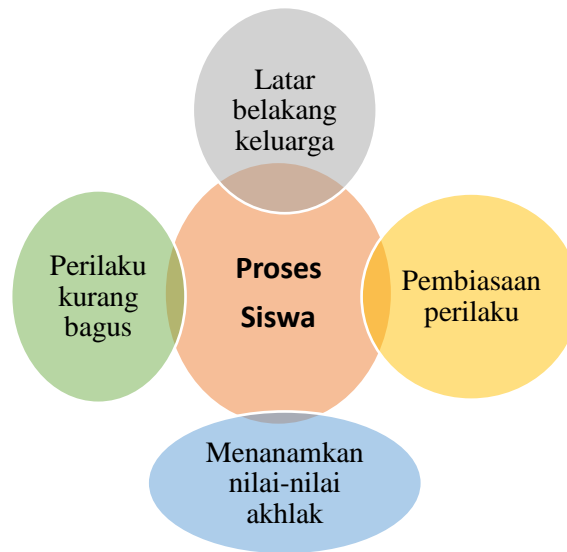 Latar
belakang
keluarga
Perilaku
kurang
bagus
Proses
Siswa
Pembiasaan
perilaku
Menanamkan
nilai-nilai
akhlak